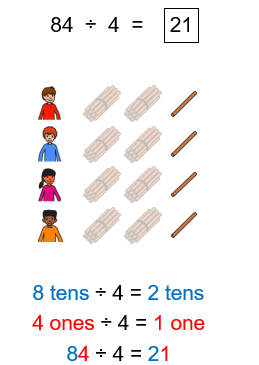 84 ÷ 4 = 21
8 tens ÷ 4 = 2 tens
4 ones ÷ 4 = 1 one
84 ÷ 4 = 21